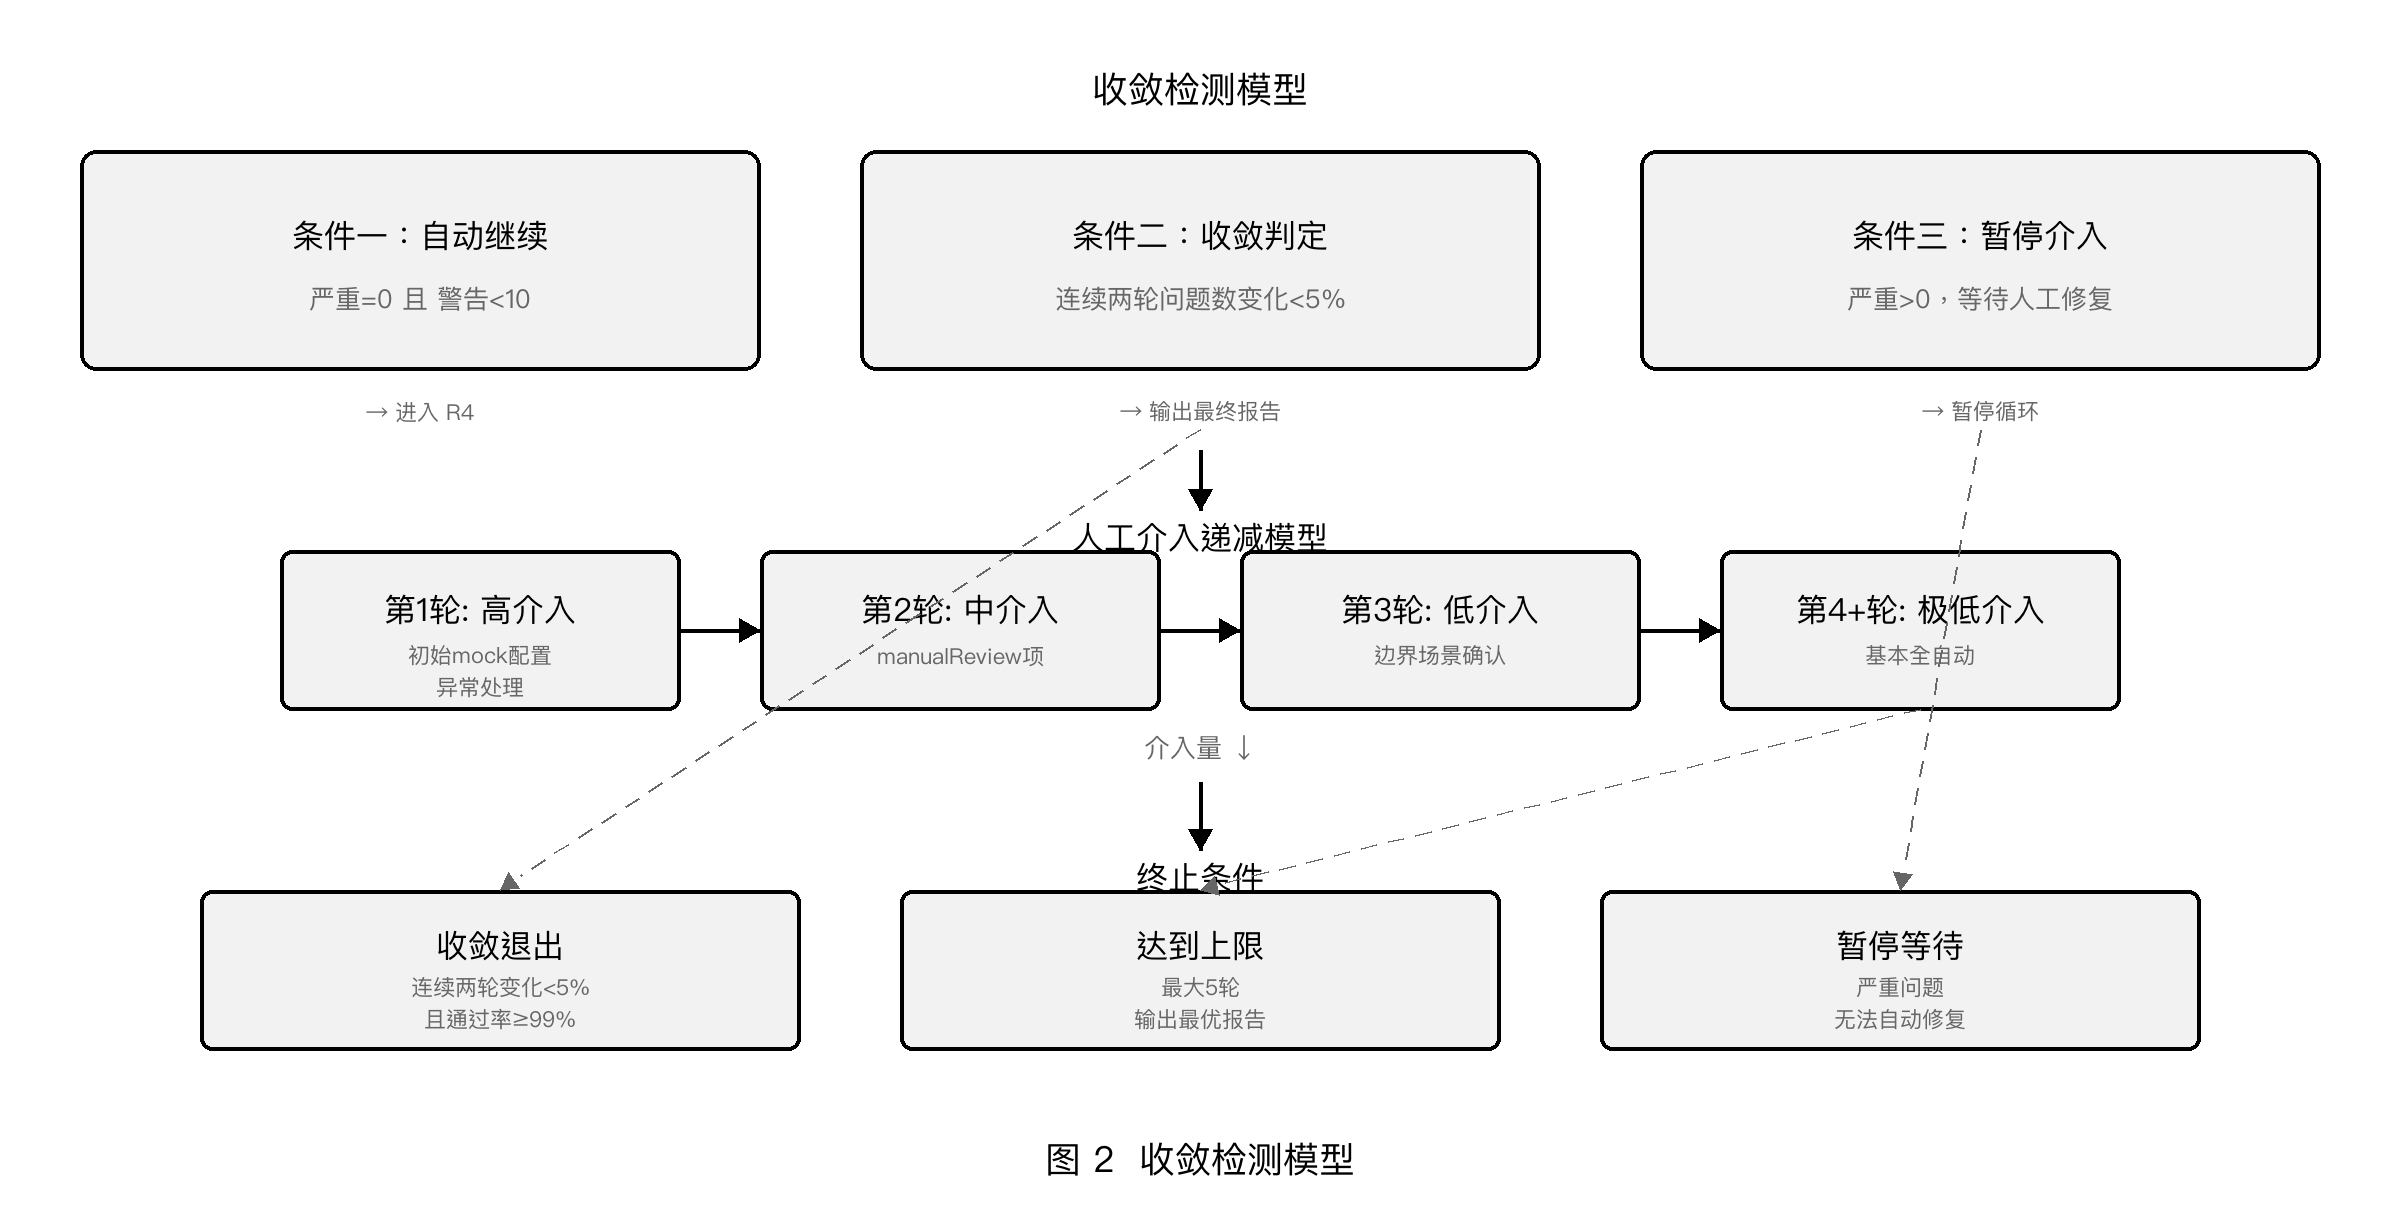 收敛检测模型
条件一：自动继续
严重=0 且 警告<10
条件二：收敛判定
连续两轮问题数变化<5%
条件三：暂停介入
严重>0，等待人工修复
→ 进入 R4
→ 输出最终报告
→ 暂停循环
人工介入递减模型
第1轮: 高介入
初始mock配置
异常处理
第2轮: 中介入
manualReview项
第3轮: 低介入
边界场景确认
第4+轮: 极低介入
基本全自动
介入量 ↓
终止条件
收敛退出
连续两轮变化<5%
且通过率≥99%
达到上限
最大5轮
输出最优报告
暂停等待
严重问题
无法自动修复
图 2 收敛检测模型